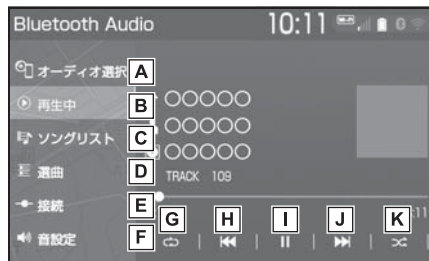 Bluetooth Audio 10:11
オーディオ選択 A
再生中 B ○○○○○
ソングリスト C ○○○○○
選曲 D ○○○○○
TRACK 109
接続 E
音設定 F
G H I J K